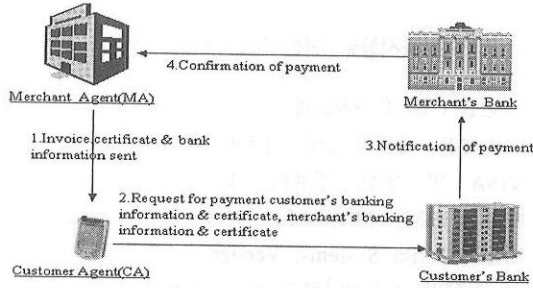 4.Confirmation of payment
Merchant Agent(MA)
Merchant's Bank
1.Invoice certificate & bank
information sent
3.Notification of payment
2.Request for payment customer's banking
information & certificate, merchant's banking
information & certificate
Customer Agent(CA)
Customer's Bank